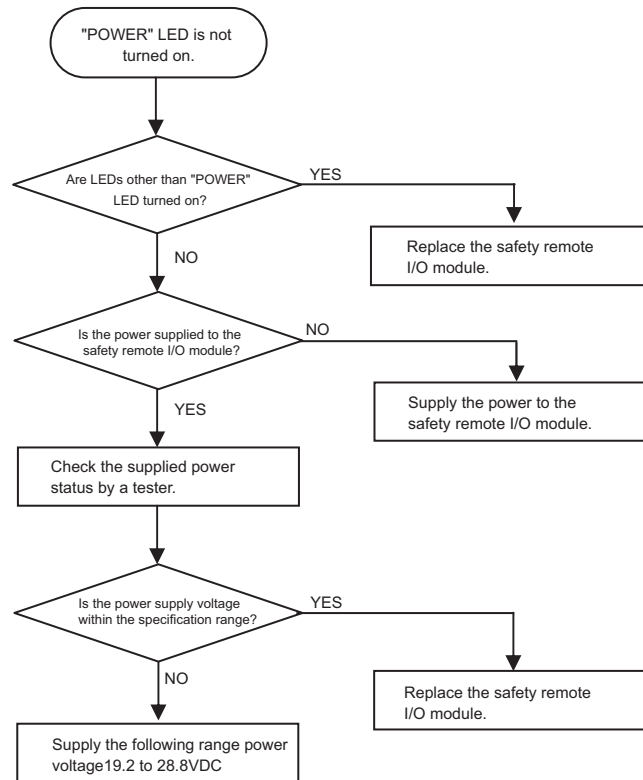 "POWER" LED is not
turned on.
Are LEDs other than "POWER"
LED turned on?
YES
Replace the safety remote
I/O module.
NO
Is the power supplied to the
safety remote I/O module?
NO
Supply the power to the
safety remote I/O module.
YES
Check the supplied power
status by a tester.
Is the power supply voltage
within the specification range?
YES
Replace the safety remote
I/O module.
NO
Supply the following range power
voltage19.2 to 28.8VDC